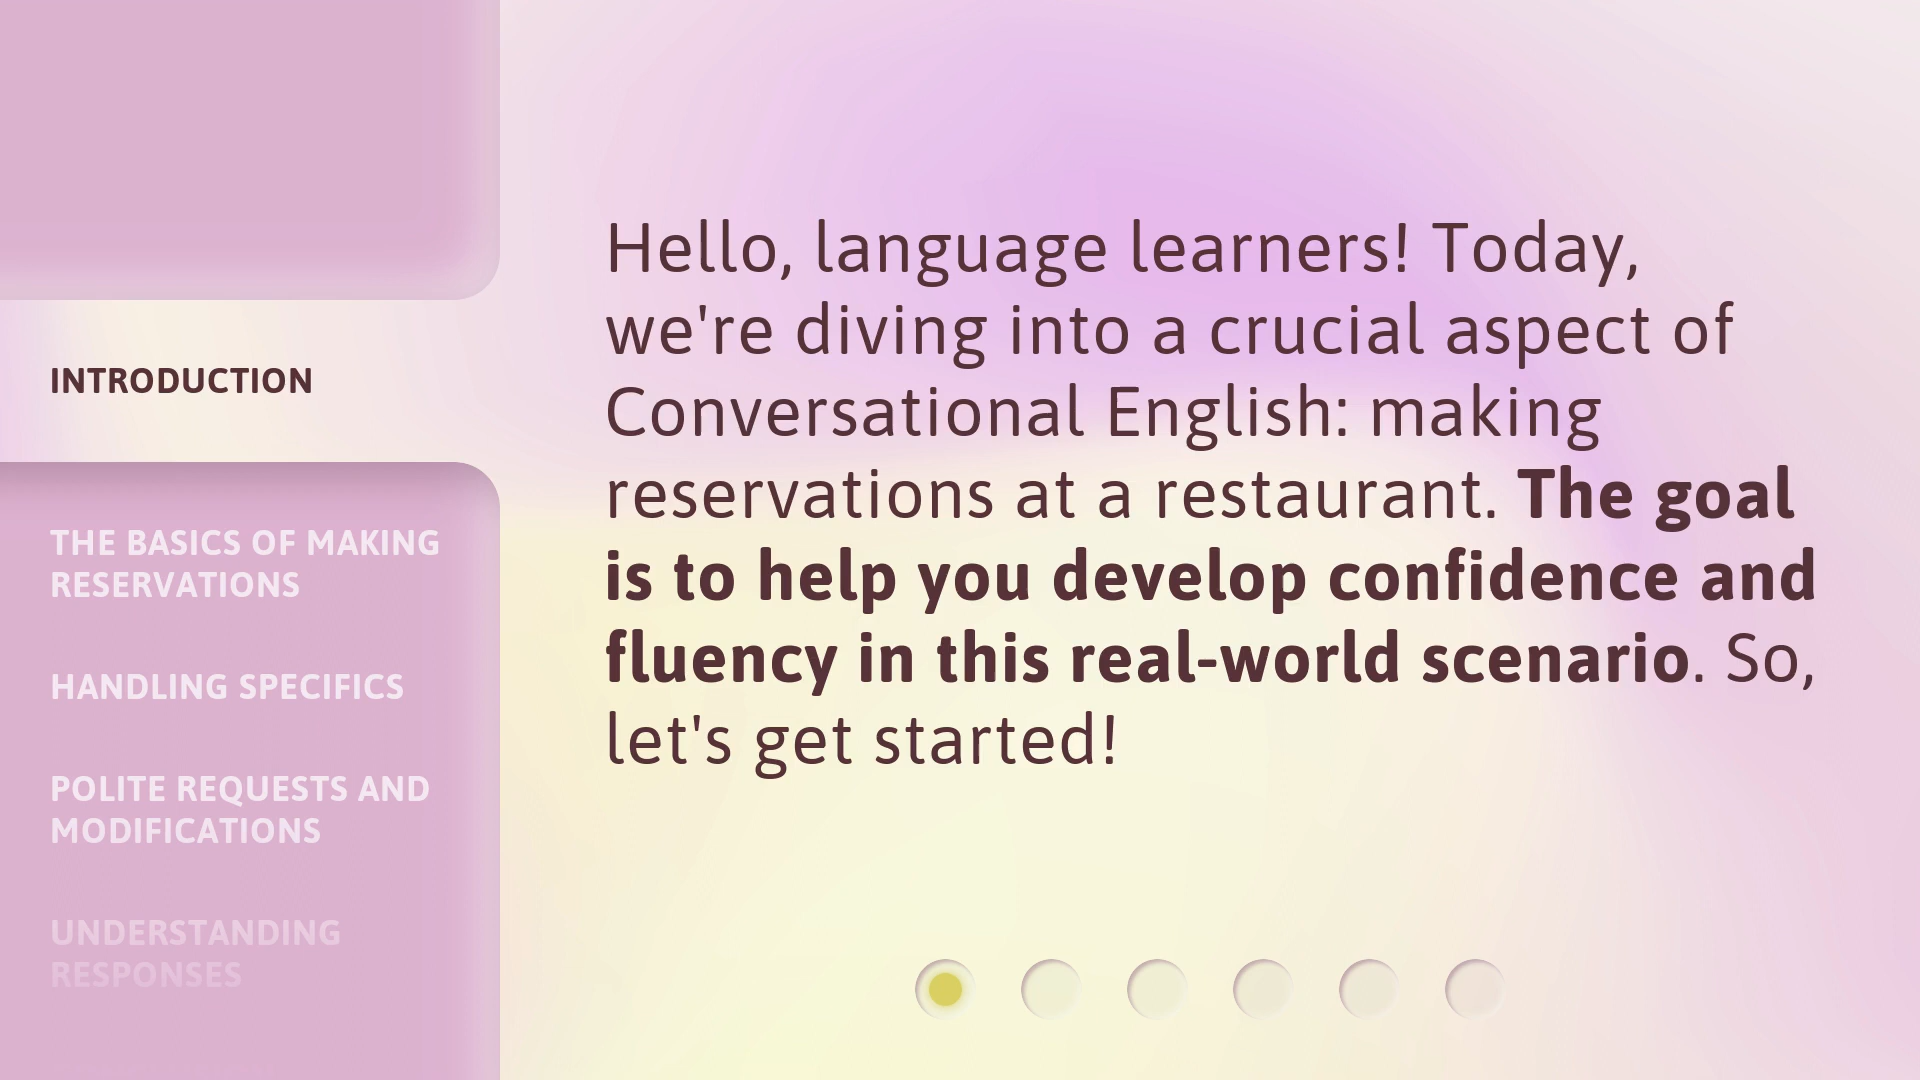 INTRODUCTION
THE BASICS OF MAKING
RESERVATIONS
HANDLING SPECIFICS
POLITE REQUESTS AND
MODIFICATIONS
UNDERSTANDING
RESPONSES
Hello, language learners! Today,
we're diving into a crucial aspect of
Conversational English: making
reservations at a restaurant. The goal
is to help you develop confidence and
fluency in this real-world scenario. So,
let's get started!